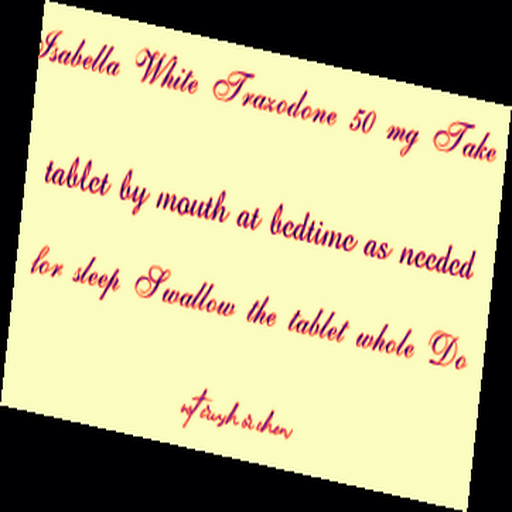 Isabella White Trazodone 50 mg Take
tablet by mouth at bedtime as needed
for sleep Swallow the tablet whole Do